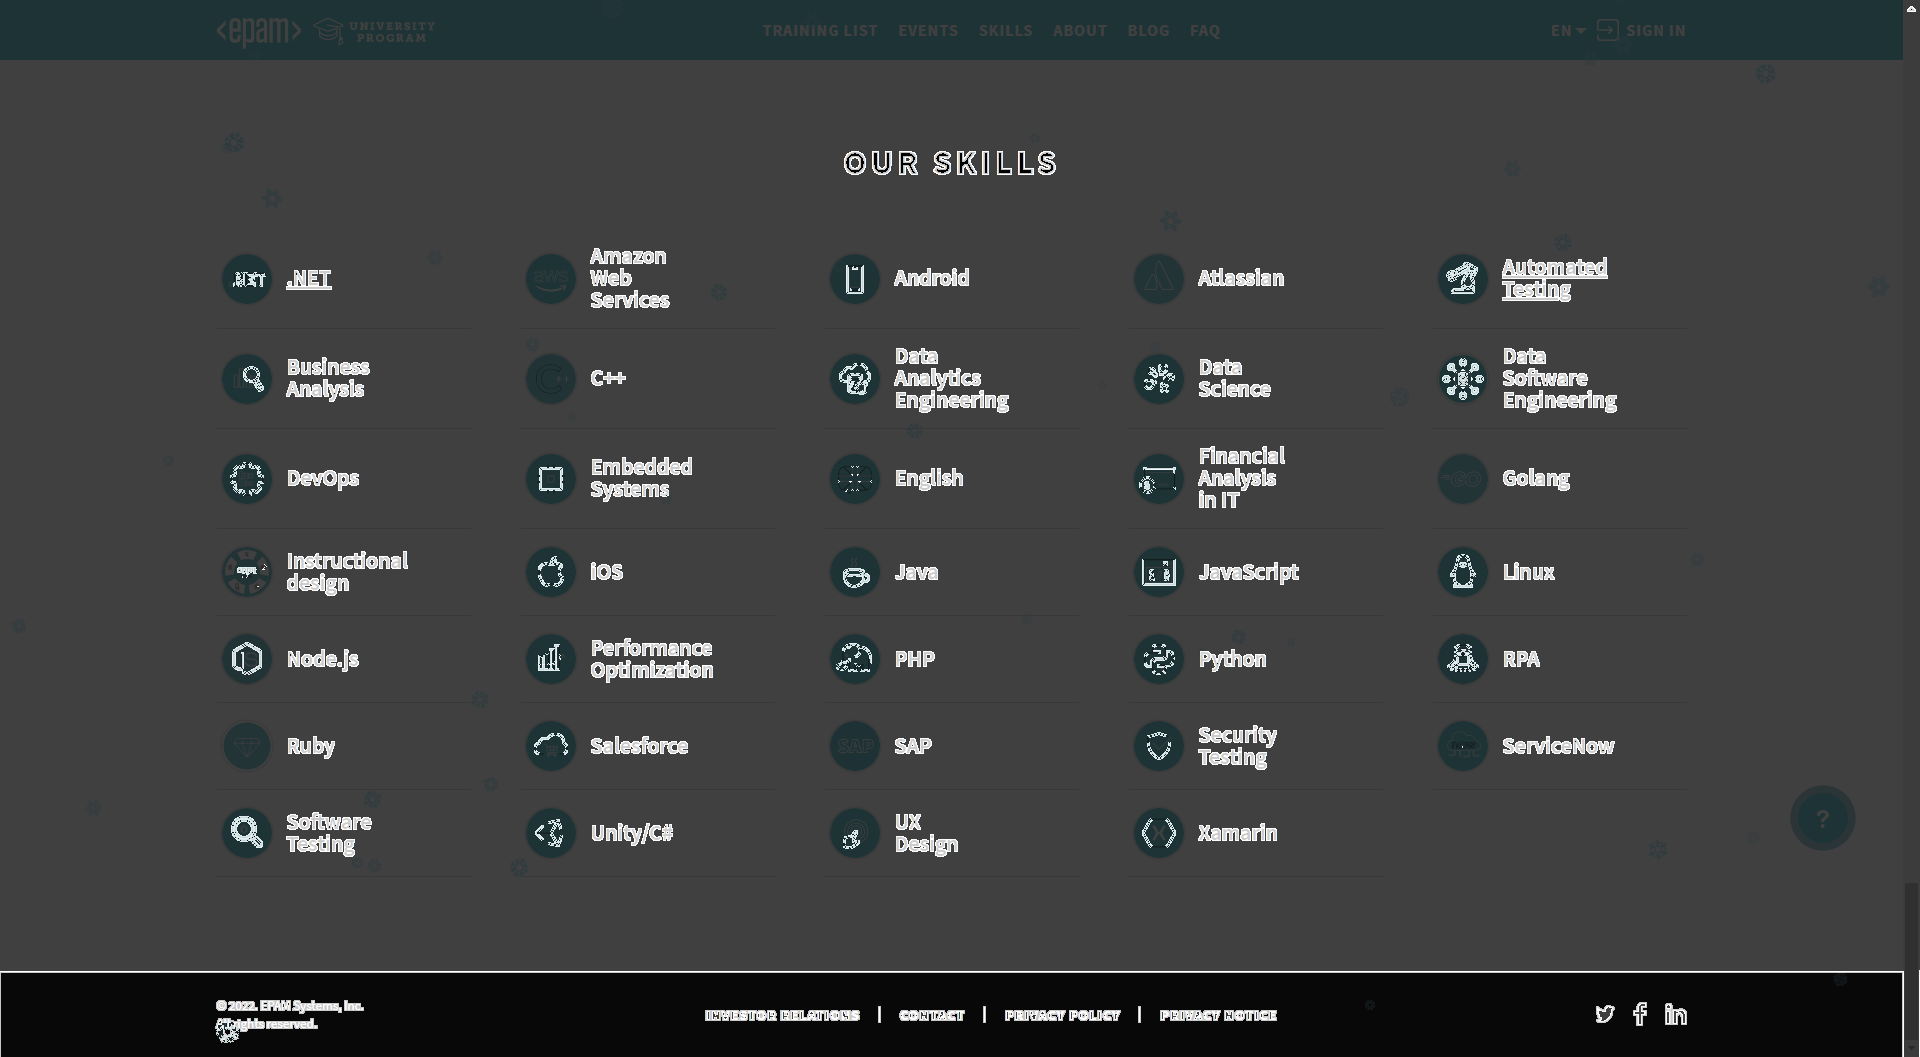 <epam> UNIVERSITY PROGRAM
TRAINING LIST EVENTS SKILLS ABOUT BLOG FAQ
EN SIGN IN
OUR SKILLS
.NET
.NET
aws
Amazon
Web
Services
Android
Atlassian
Automated
Testing
Business
Analysis
C++
Data
Analytics
Engineering
Data
Science
Data
Software
Engineering
DevOps
Embedded
Systems
English
Financial
Analysis
in IT
GO
Golang
Instructional
design
iOS
Java
JavaScript
Linux
Node.js
Performance
Optimization
PHP
Python
RPA
Ruby
Salesforce
SAP
SAP
Security
Testing
ServiceNow
Software
Testing
Unity/C#
UX
Design
Xamarin
?
© 2022. EPAM Systems, Inc.
All rights reserved.
INVESTOR RELATIONS | CONTACT | PRIVACY POLICY | PRIVACY NOTICE